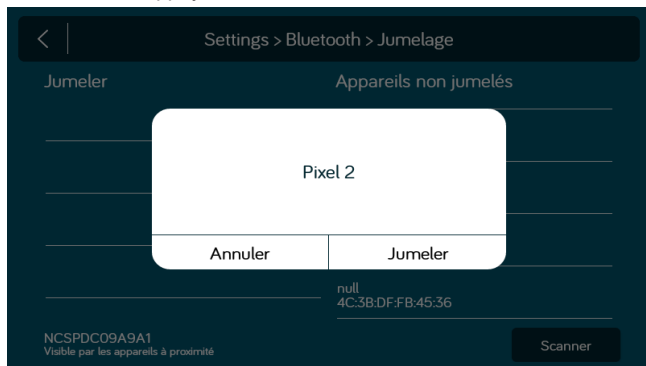 Settings > Bluetooth > Jumelage
Jumeler
Appareils non jumelés
Pixel 2
Annuler
Jumeler
null
4C:3B:DF:FB:45:36
NCSPDC09A9A1
Visible par les appareils à proximité
Scanner